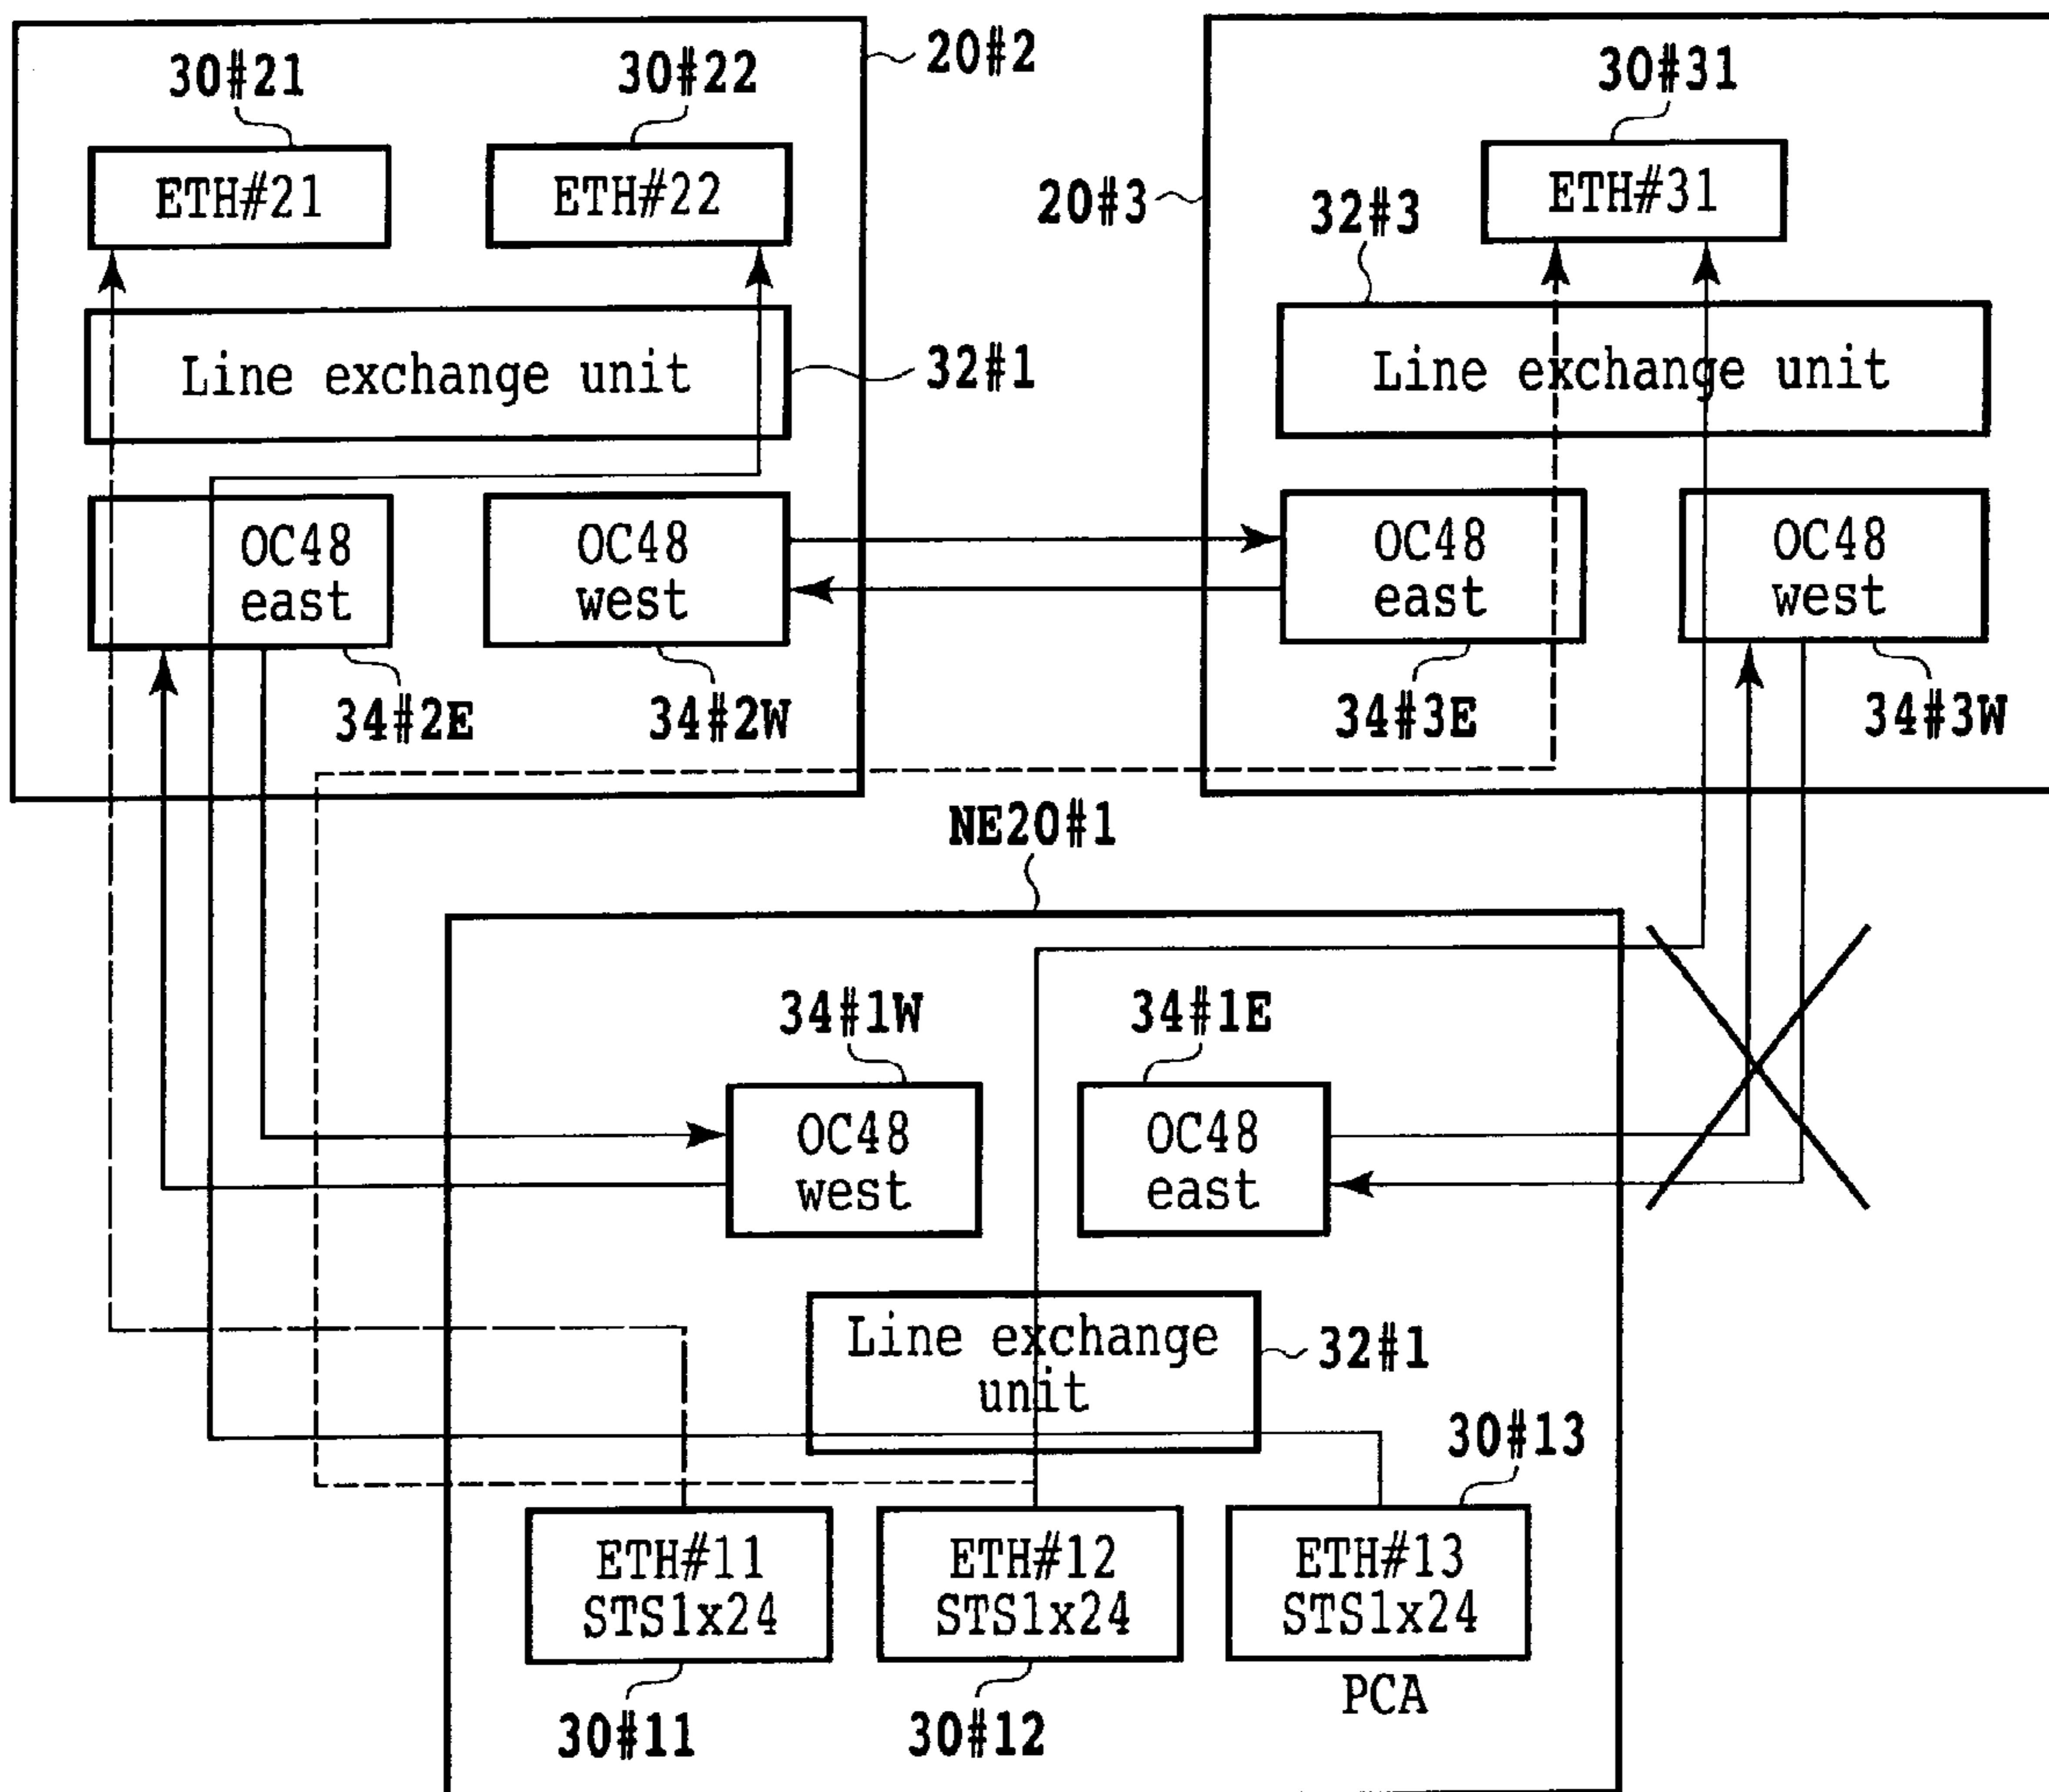 20#2
30#21
30#22
30#31
ETH#21
ETH#22
20#3
32#3
ETH#31
Line exchange unit
32#1
Line exchange unit
OC48
east
OC48
west
OC48
east
OC48
west
34#2E
34#2W
34#3E
34#3W
NE20#1
34#1W
34#1E
OC48
west
OC48
east
Line exchange
unit
32#1
30#13
ETH#11
STS1x24
ETH#12
STS1x24
ETH#13
STS1x24
PCA
30#11
30#12